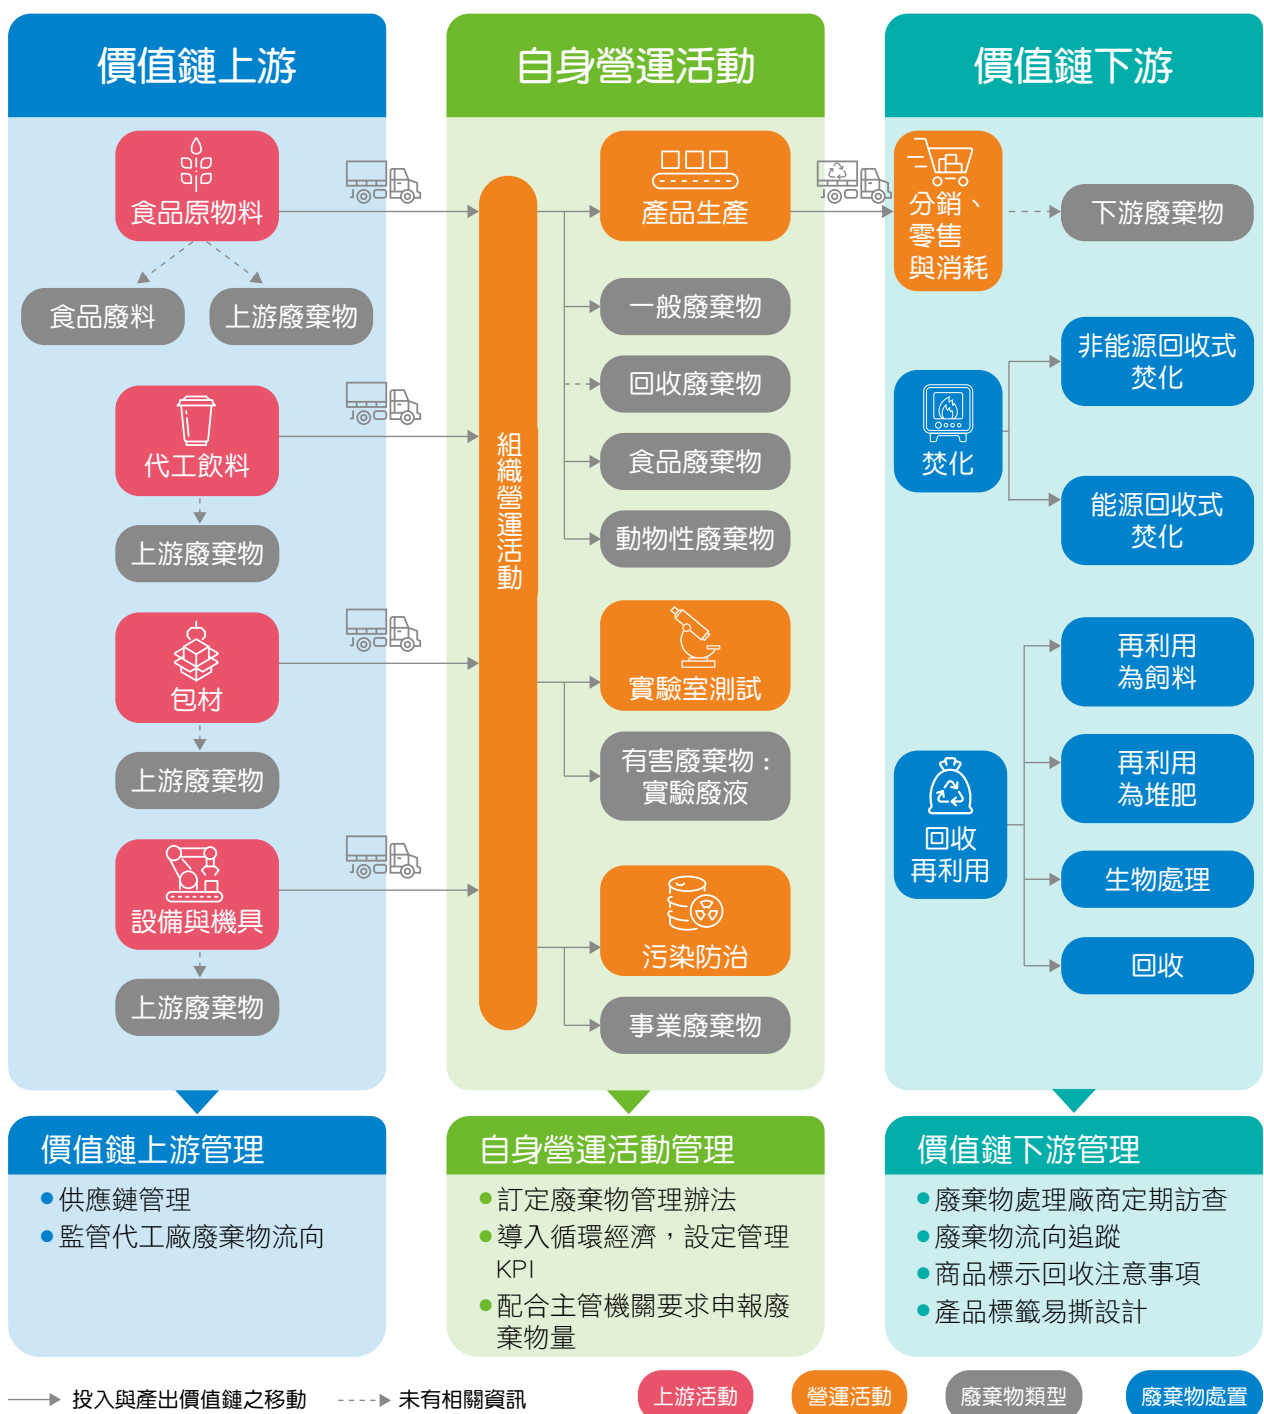 價值鏈上游
食品原物料
食品廢料
上游廢棄物
代工飲料
上游廢棄物
包材
上游廢棄物
設備與機具
上游廢棄物
自身營運活動
組織營運活動
產品生產
一般廢棄物
回收廢棄物
食品廢棄物
動物性廢棄物
實驗室測試
有害廢棄物：
實驗廢液
污染防治
事業廢棄物
價值鏈下游
分銷、
零售
與消耗
下游廢棄物
焚化
非能源回收式
焚化
能源回收式
焚化
回收
再利用
再利用
為飼料
再利用
為堆肥
生物處理
回收
價值鏈上游管理
●供應鏈管理
●監管代工廠廢棄物流向
自身營運活動管理
●訂定廢棄物管理辦法
●導入循環經濟，設定管理
KPI
●配合主管機關要求申報廢
棄物量
價值鏈下游管理
●廢棄物處理廠商定期訪查
●廢棄物流向追蹤
●商品標示回收注意事項
●產品標籤易撕設計
投入與產出價值鏈之移動
未有相關資訊
上游活動
營運活動
廢棄物類型
廢棄物處置